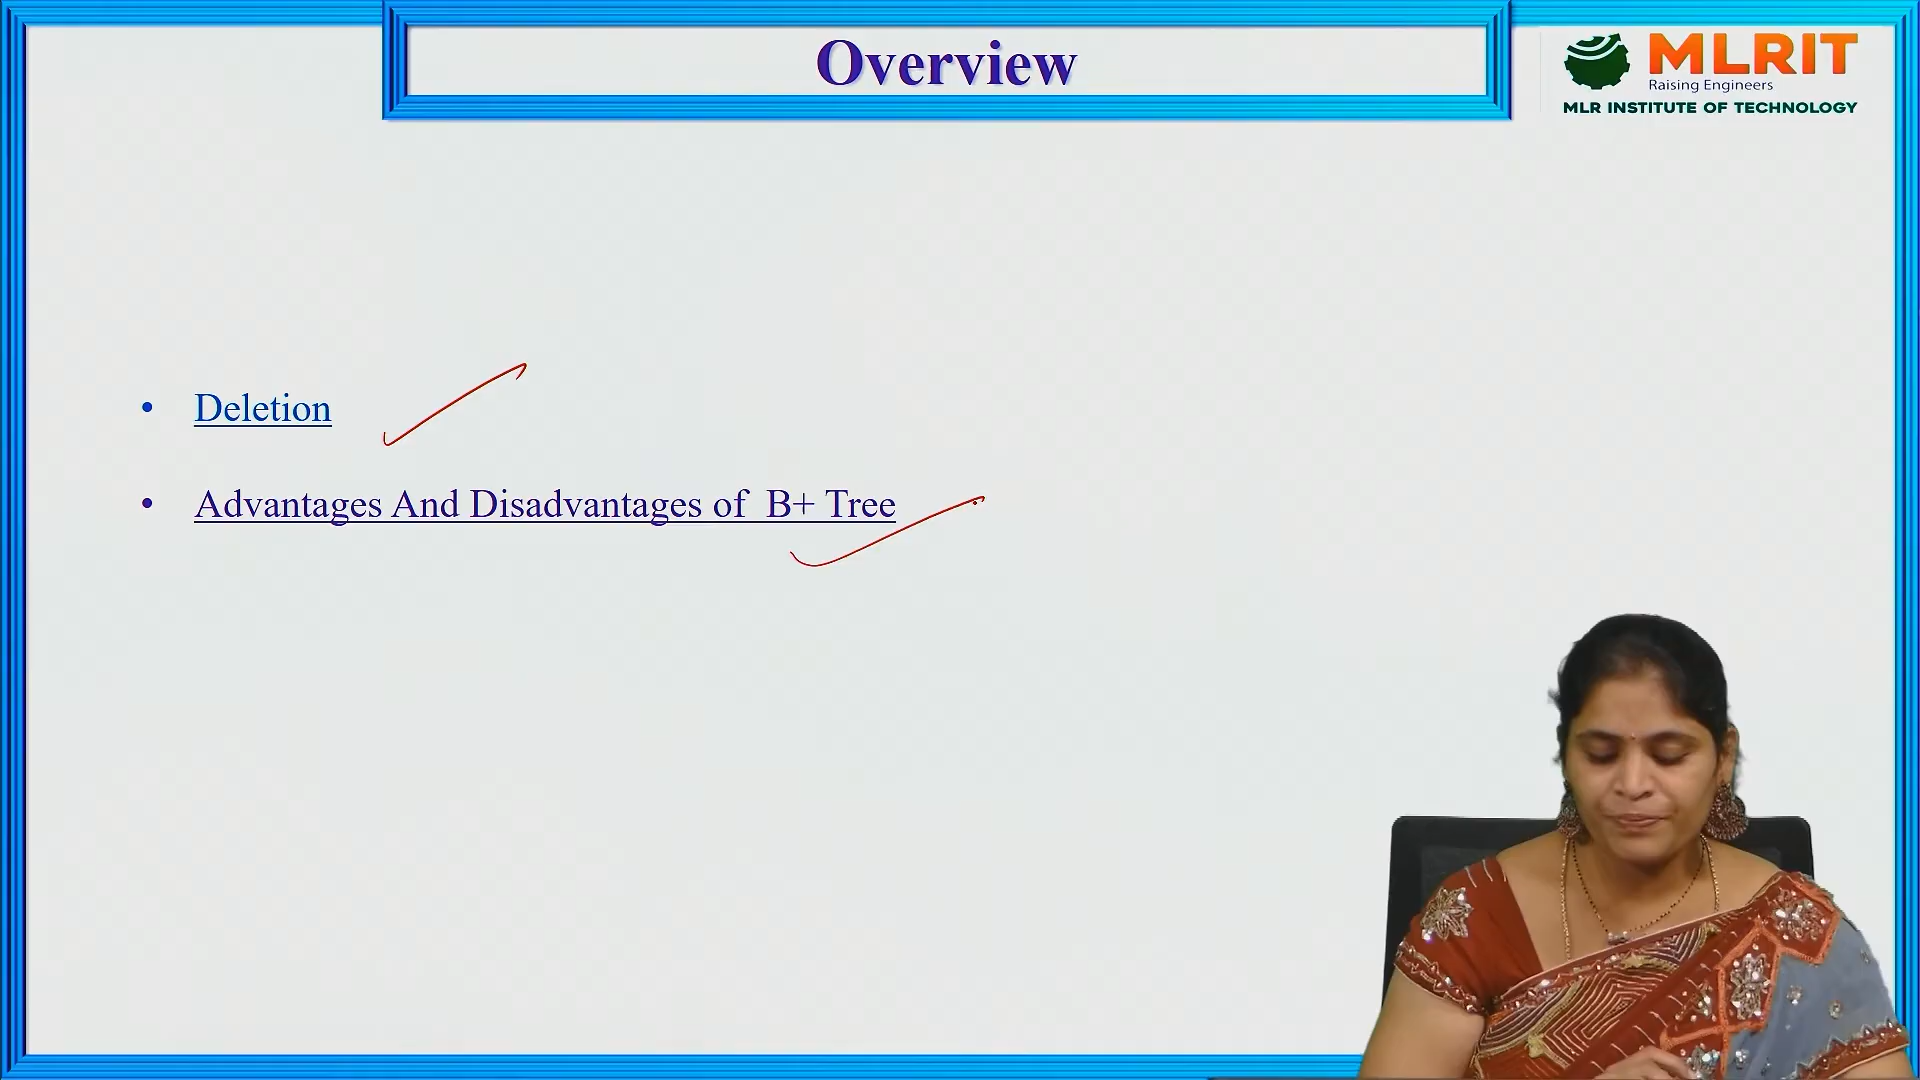 Overview
MLRIT
Raising Engineers
MLR INSTITUTE OF TECHNOLOGY
• Deletion
• Advantages And Disadvantages of B+ Tree